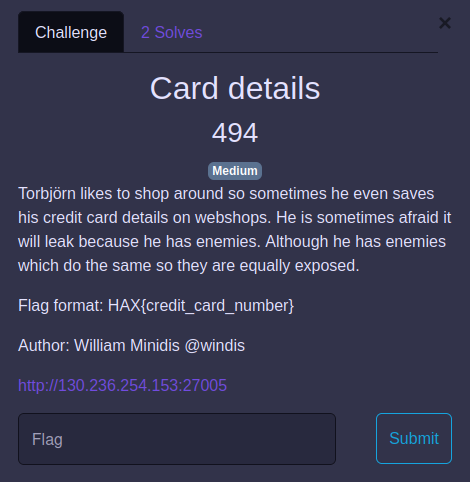 Challenge
2 Solves
×
Card details
494
Medium
Torbjörn likes to shop around so sometimes he even saves
his credit card details on webshops. He is sometimes afraid it
will leak because he has enemies. Although he has enemies
which do the same so they are equally exposed.
Flag format: HAX{credit_card_number}
Author: William Minidis @windis
http://130.236.254.153:27005
Flag
Submit